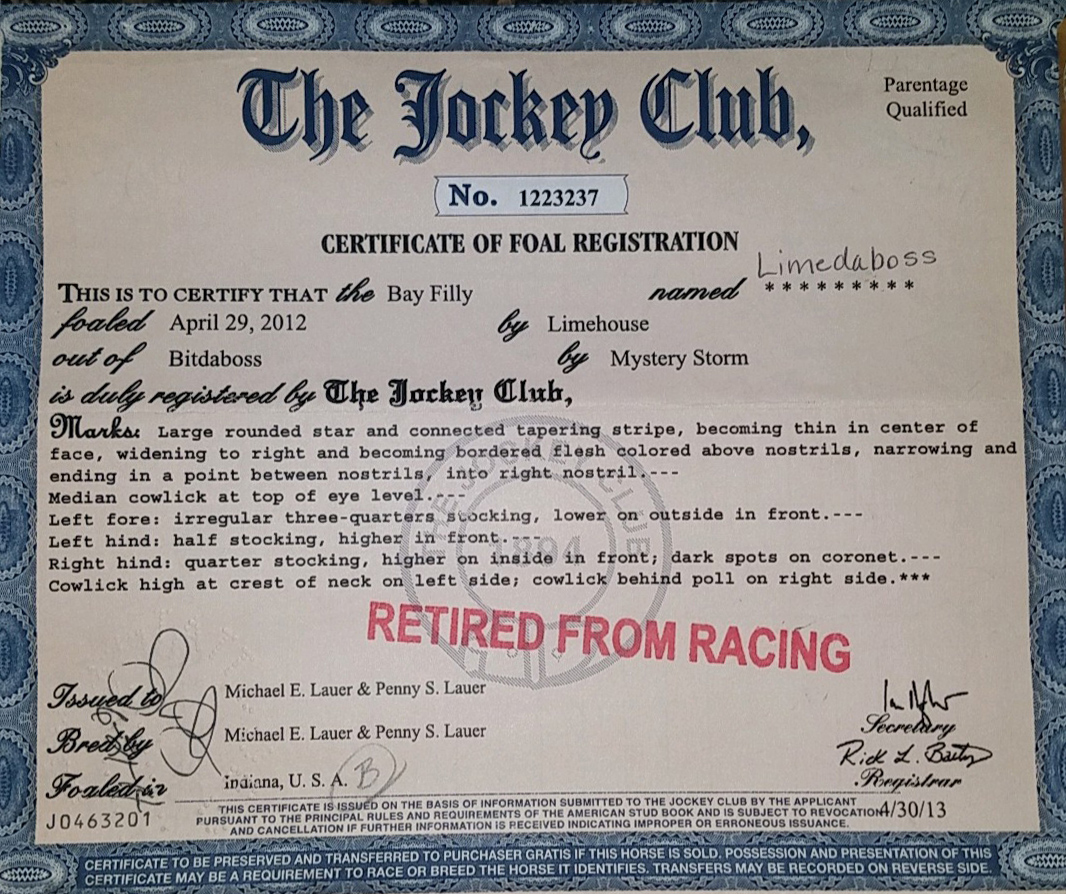 The Jockey Club,
Parentage
Qualified
No. 1223237
CERTIFICATE OF FOAL REGISTRATION
Limedaboss
THIS IS TO CERTIFY THAT the Bay Filly named *********
foaled April 29, 2012 by Limehouse
out of Bitdaboss by Mystery Storm
is duly registered by The Jockey Club,
Marks: Large rounded star and connected tapering stripe, becoming thin in center of
face, widening to right and becoming bordered flesh colored above nostrils, narrowing and
ending in a point between nostrils, into right nostril.---
Median cowlick at top of eye level.---
Left fore: irregular three-quarters stocking, lower on outside in front.---
Left hind: half stocking, higher in front.---
Right hind: quarter stocking, higher on inside in front; dark spots on coronet.---
Cowlick high at crest of neck on left side; cowlick behind poll on right side.***
THE JOCKEY CLUB
1894
RETIRED FROM RACING
Issued to Michael E. Lauer & Penny S. Lauer
Secretary
Bred by Michael E. Lauer & Penny S. Lauer
Rick L. Bailey
Registrar
Foaled in Indiana, U. S. A. B
J0463201
THIS CERTIFICATE IS ISSUED ON THE BASIS OF INFORMATION SUBMITTED TO THE JOCKEY CLUB BY THE APPLICANT
PURSUANT TO THE PRINCIPAL RULES AND REQUIREMENTS OF THE AMERICAN STUD BOOK AND IS SUBJECT TO REVOCATION
AND CANCELLATION IF FURTHER INFORMATION IS RECEIVED INDICATING IMPROPER OR ERRONEOUS ISSUANCE.
4/30/13
CERTIFICATE TO BE PRESERVED AND TRANSFERRED TO PURCHASER GRATIS IF THIS HORSE IS SOLD. POSSESSION AND PRESENTATION OF THIS
CERTIFICATE MAY BE A REQUIREMENT TO RACE OR BREED THE HORSE IT IDENTIFIES. TRANSFERS MAY BE RECORDED ON REVERSE SIDE.